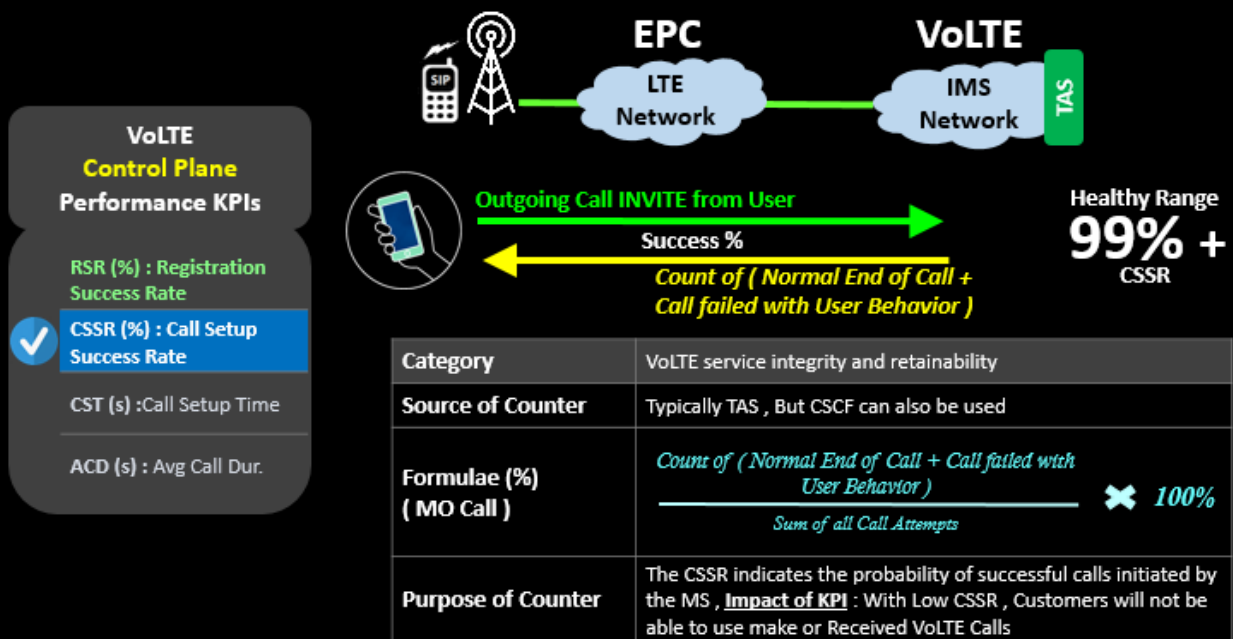 EPC
VoLTE
SIP
LTE
Network
IMS
Network
TAS
VoLTE
Control Plane
Performance KPIs
RSR (%) : Registration
Success Rate
CSSR (%) : Call Setup
Success Rate
CST (s) :Call Setup Time
ACD (s) : Avg Call Dur.
Outgoing Call INVITE from User
Success %
Count of ( Normal End of Call +
Call failed with User Behavior )
Healthy Range
99% +
CSSR
Category
VoLTE service integrity and retainability
Source of Counter
Typically TAS , But CSCF can also be used
Formulae (%)
( MO Call )
Count of ( Normal End of Call + Call failed with
User Behavior )
Sum of all Call Attempts
✖ 100%
Purpose of Counter
The CSSR indicates the probability of successful calls initiated by
the MS , Impact of KPI : With Low CSSR , Customers will not be
able to use make or Received VoLTE Calls